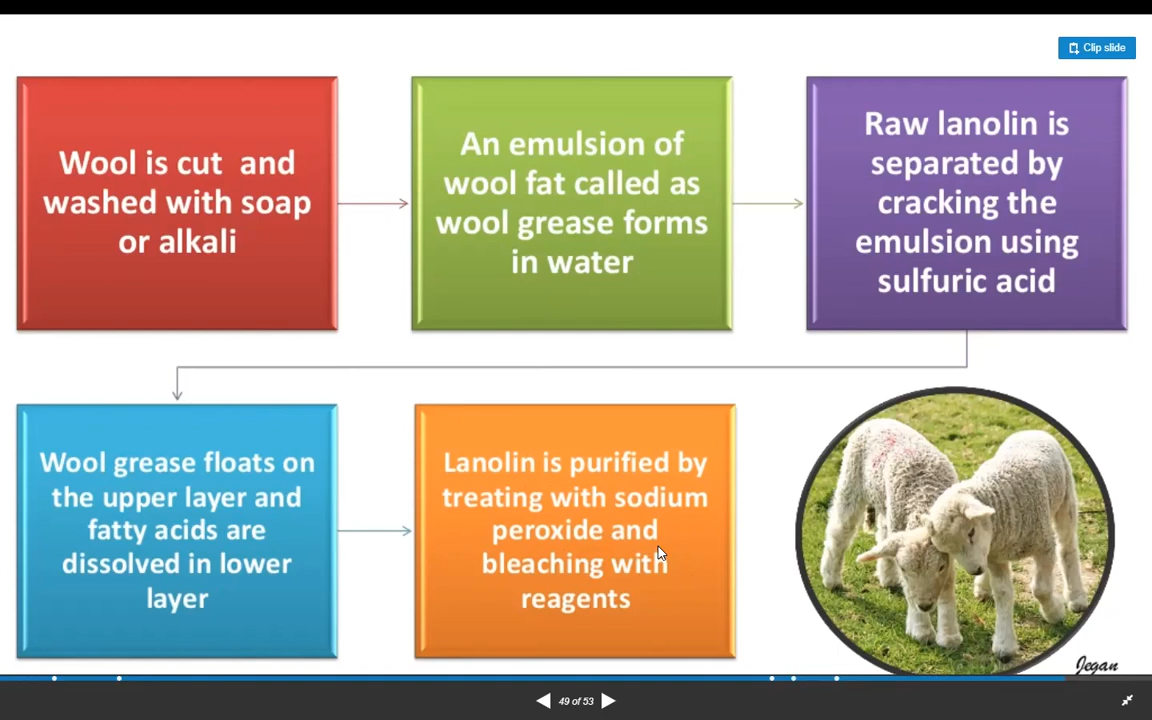 Clip slide
Wool is cut and
washed with soap
or alkali
An emulsion of
wool fat called as
wool grease forms
in water
Raw lanolin is
separated by
cracking the
emulsion using
sulfuric acid
Wool grease floats on
the upper layer and
fatty acids are
dissolved in lower
layer
Lanolin is purified by
treating with sodium
peroxide and
bleaching with
reagents
Jegan
49 of 53